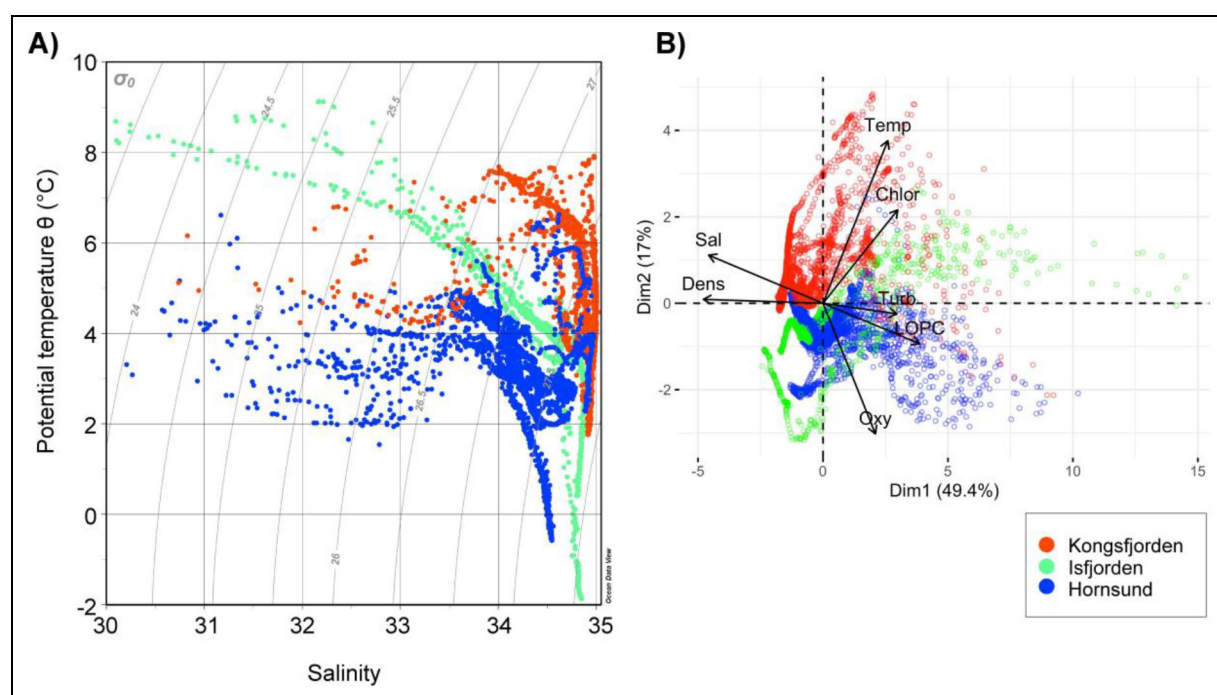 A)
σ₀
10
8
6
4
2
0
-2
30
31
32
33
34
35
24
24.5
25
25.5
26
26.5
27
Potential temperature θ (°C)
Salinity
Ocean Data View
B)
4
2
0
-2
-5
0
5
10
15
Temp
Chlor
Sal
Dens
Turb
LOPC
Oxy
Dim2 (17%)
Dim1 (49.4%)
Kongsfjorden
Isfjorden
Hornsund